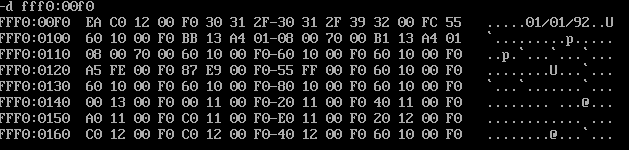 -d fff0:00f0
FFF0:00F0 EA C0 12 00 F0 30 31 2F-30 31 2F 39 32 00 FC 55 .....01/01/92..U
FFF0:0100 60 10 00 F0 BB 13 A4 01-08 00 70 00 B1 13 A4 01 `.........p.....
FFF0:0110 08 00 70 00 60 10 00 F0-60 10 00 F0 60 10 00 F0 ..p.`...`...`...
FFF0:0120 A5 FE 00 F0 87 E9 00 F0-55 FF 00 F0 60 10 00 F0 ........U...`...
FFF0:0130 60 10 00 F0 60 10 00 F0-80 10 00 F0 60 10 00 F0 `...`.......`...
FFF0:0140 00 13 00 F0 00 11 00 F0-20 11 00 F0 40 11 00 F0 ........ ...@...
FFF0:0150 A0 11 00 F0 C0 11 00 F0-E0 11 00 F0 20 12 00 F0 ............ ...
FFF0:0160 C0 12 00 F0 C0 12 00 F0-40 12 00 F0 60 10 00 F0 ........@...`...